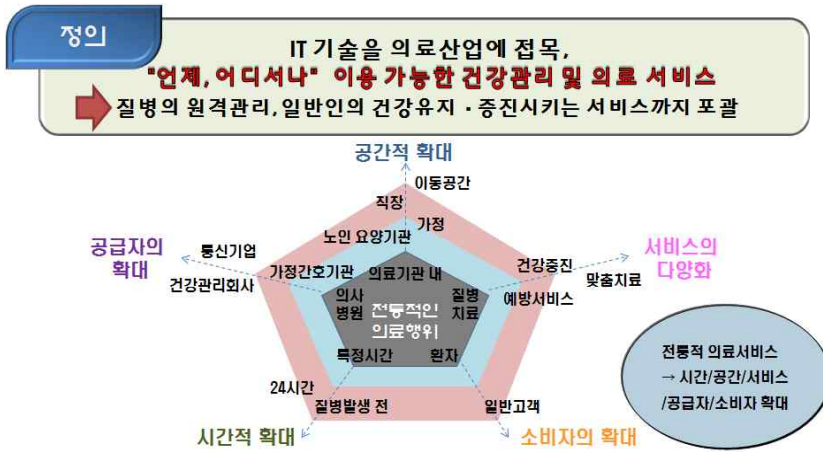 정의
IT 기술을 의료산업에 접목,
"언제, 어디서나" 이용 가능한 건강관리 및 의료 서비스
질병의 원격관리, 일반인의 건강유지 · 증진시키는 서비스까지 포괄
공간적 확대
이동공간
직장
가정
노인 요양기관
공급자의
확대
통신기업
건강관리회사
가정간호기관
의료기관 내
의사
병원
전통적인
의료행위
질병
치료
건강증진
예방서비스
맞춤치료
서비스의
다양화
특정시간
환자
24시간
질병발생 전
일반고객
시간적 확대
소비자의 확대
전통적 의료서비스
→ 시간/공간/서비스
/공급자/소비자 확대